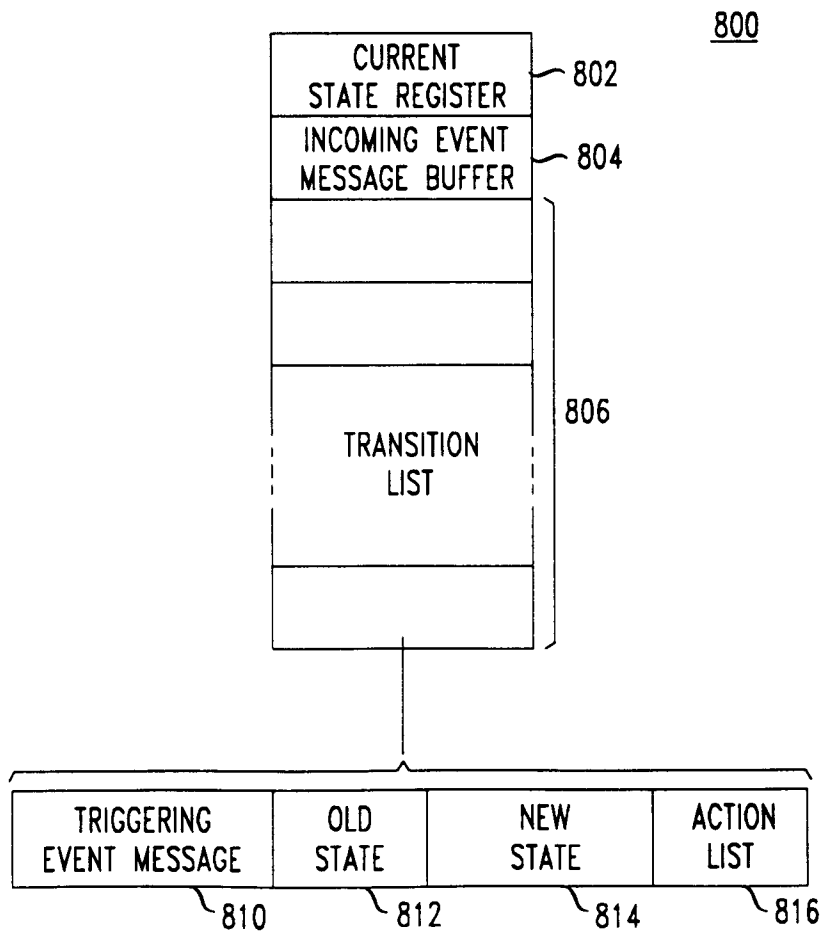 800
CURRENT
STATE REGISTER
802
INCOMING EVENT
MESSAGE BUFFER
804
806
TRANSITION
LIST
TRIGGERING
EVENT MESSAGE
OLD
STATE
NEW
STATE
ACTION
LIST
810
812
814
816